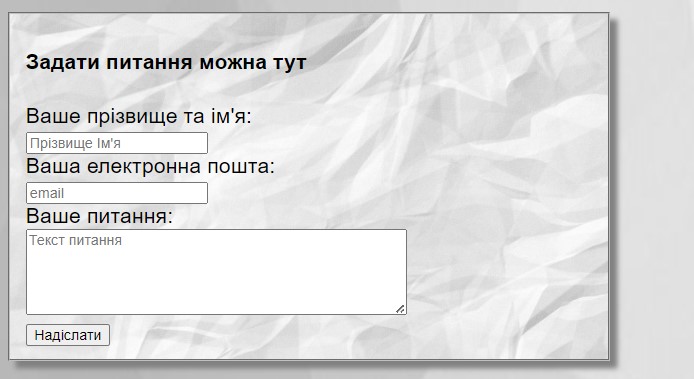 Задати питання можна тут
Ваше прізвище та ім'я:
Прізвище Ім'я
Ваша електронна пошта:
email
Ваше питання:
Текст питання
Надіслати